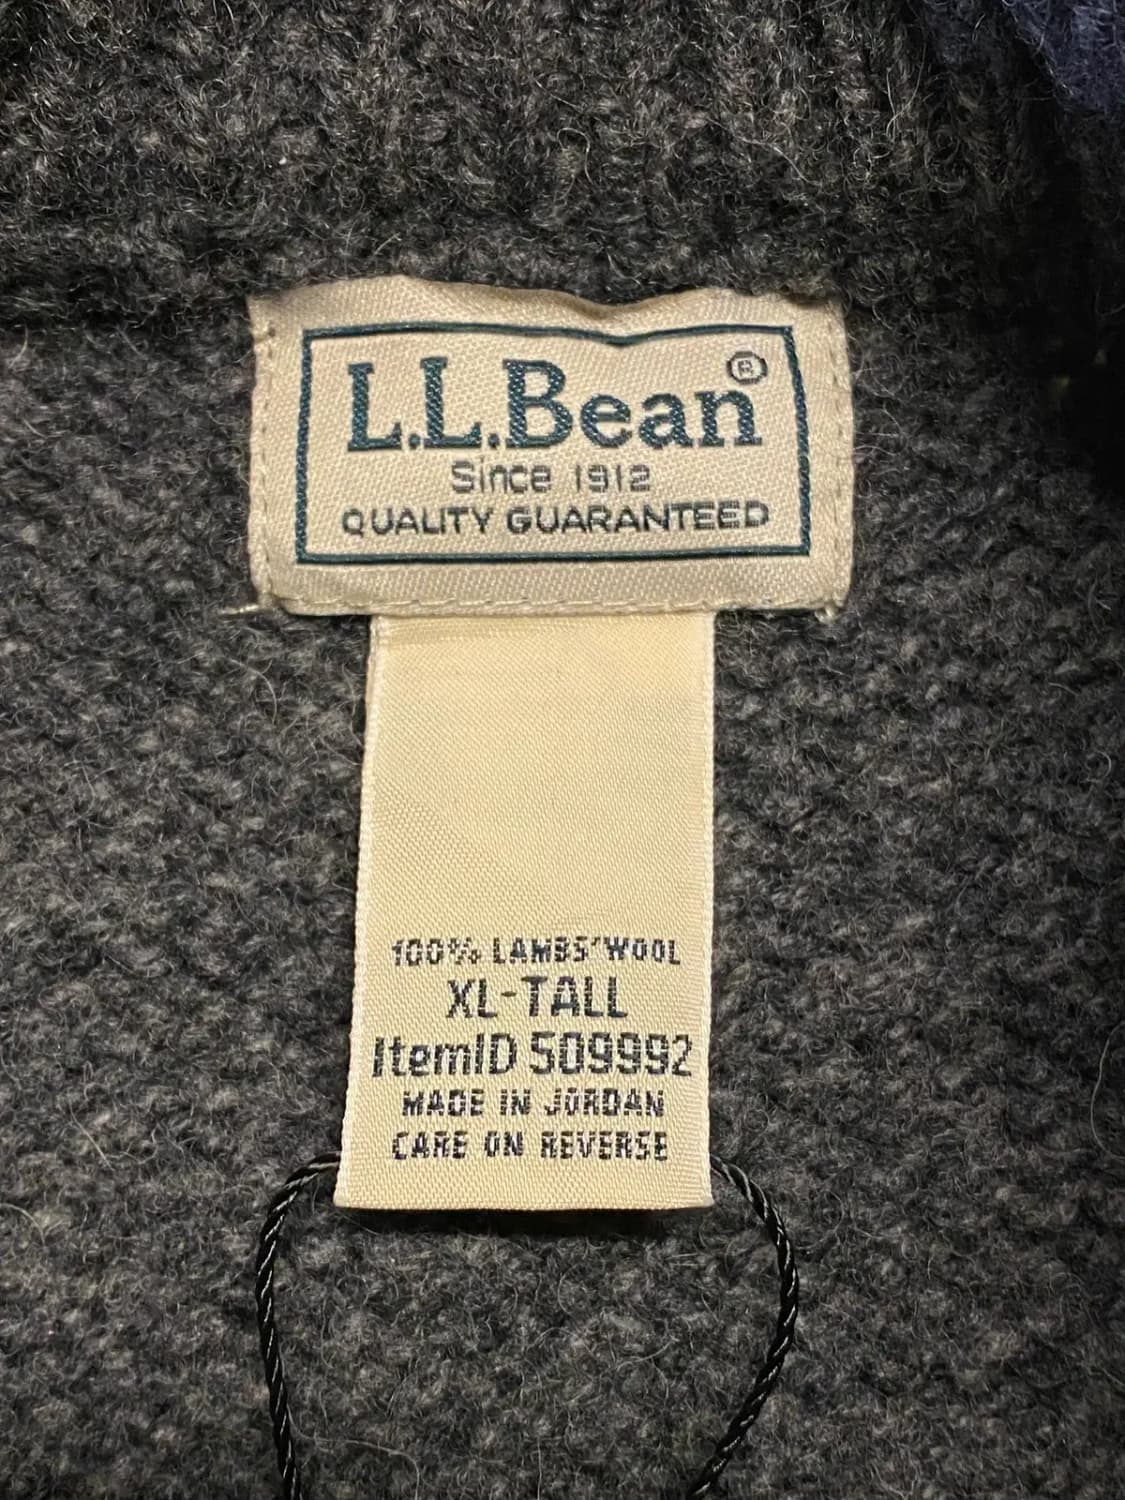 L.L.Bean®
Since 1912
QUALITY GUARANTEED
100% LAMBS' WOOL
XL-TALL
ItemID 509992
MADE IN JORDAN
CARE ON REVERSE